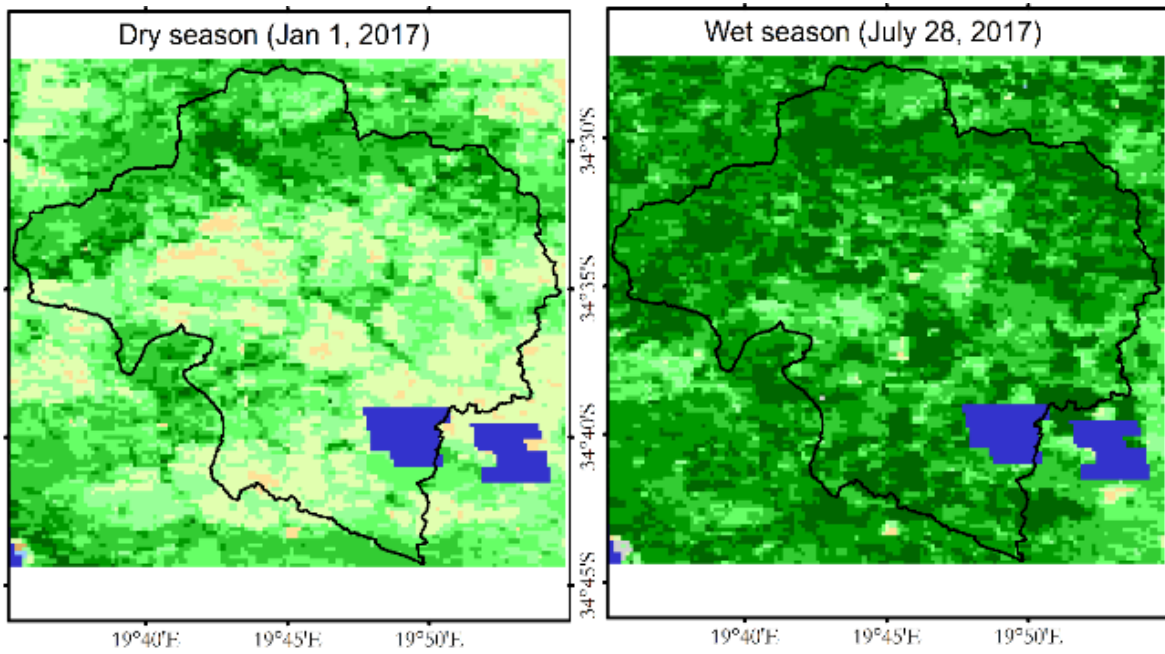 Dry season (Jan 1, 2017)
Wet season (July 28, 2017)
34°30'S
34°35'S
34°40'S
34°45'S
19°40'E 19°45'E 19°50'E
19°40'E 19°45'E 19°50'E